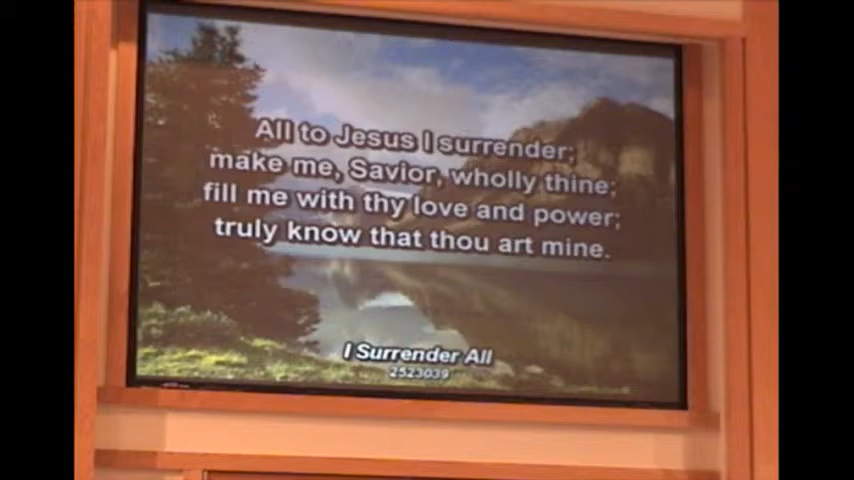 All to Jesus I surrender;
make me, Savior, wholly thine;
fill me with thy love and power;
truly know that thou art mine.
I Surrender All
2523039